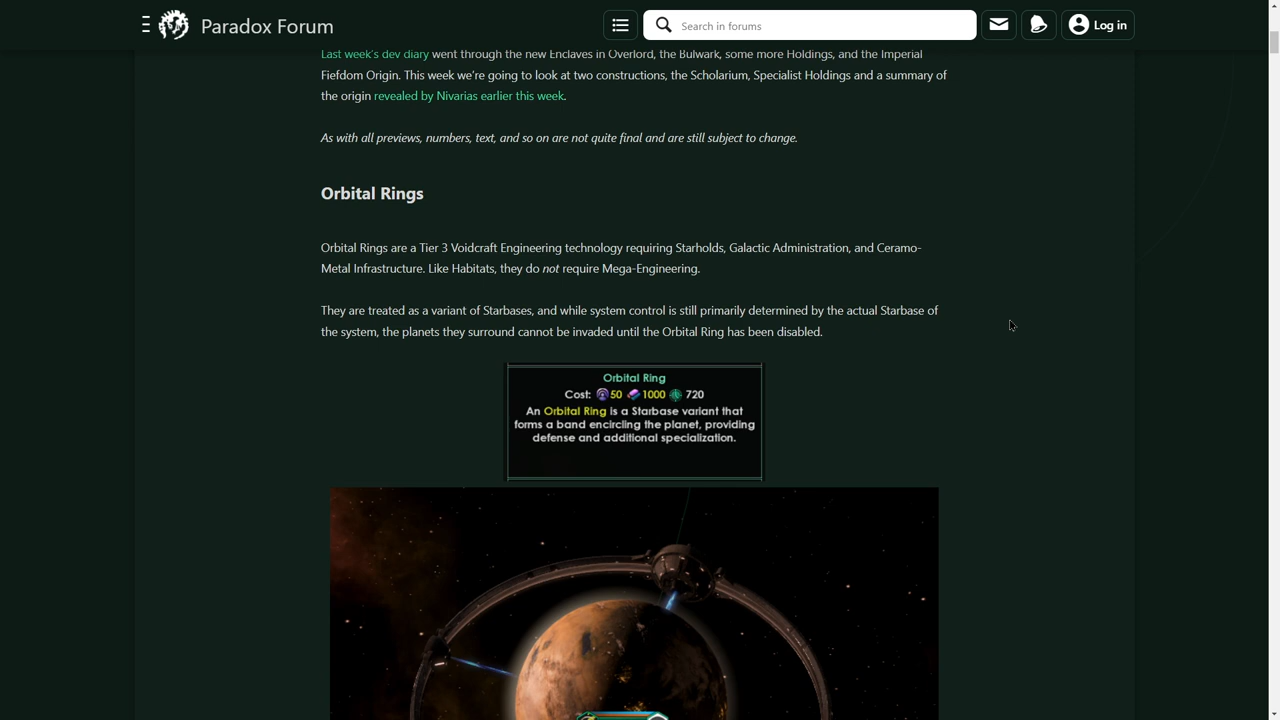 Paradox Forum
Search in forums
Log in
Last week's dev diary went through the new Enclaves in Overlord, the Bulwark, some more Holdings, and the Imperial
Fiefdom Origin. This week we're going to look at two constructions, the Scholarium, Specialist Holdings and a summary of
the origin revealed by Nivarias earlier this week.
As with all previews, numbers, text, and so on are not quite final and are still subject to change.
Orbital Rings
Orbital Rings are a Tier 3 Voidcraft Engineering technology requiring Starholds, Galactic Administration, and Ceramo-
Metal Infrastructure. Like Habitats, they do not require Mega-Engineering.
They are treated as a variant of Starbases, and while system control is still primarily determined by the actual Starbase of
the system, the planets they surround cannot be invaded until the Orbital Ring has been disabled.
Orbital Ring
Cost: 50 1000 720
An Orbital Ring is a Starbase variant that
forms a band encircling the planet, providing
defense and additional specialization.